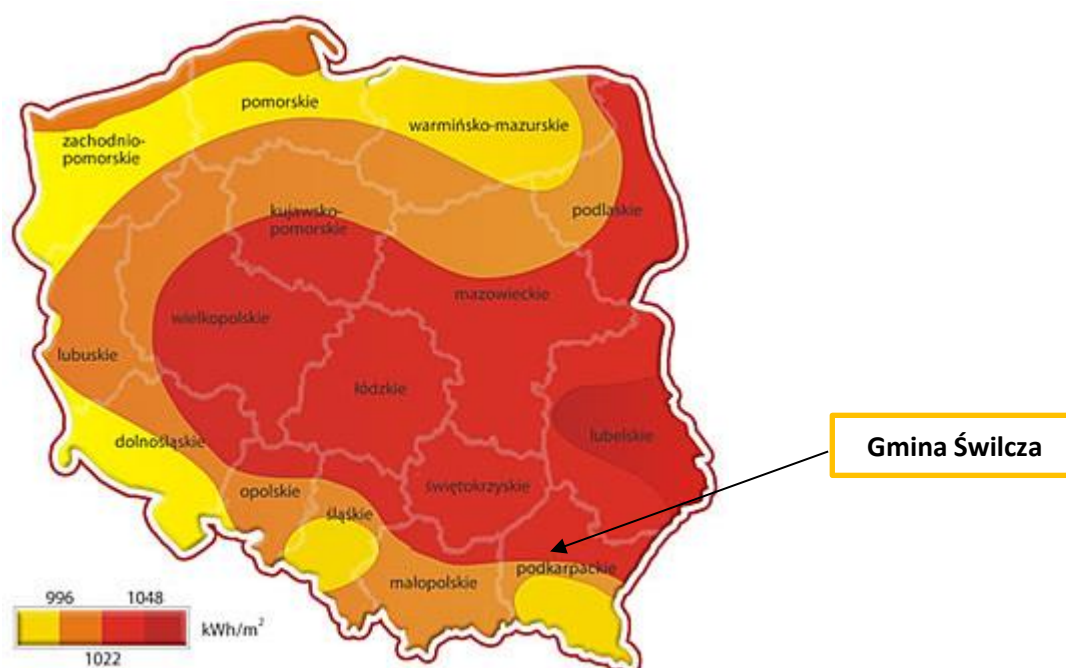 pomorskie
warmińsko-mazurskie
zachodnio-
pomorskie
podlaskie
kujawsko-
pomorskie
mazowieckie
wielkopolskie
lubuskie
łódzkie
lubelskie
dolnośląskie
Gmina Świlcza
opolskie
świętokrzyskie
śląskie
podkarpackie
małopolskie
996 1048
kWh/m²
1022